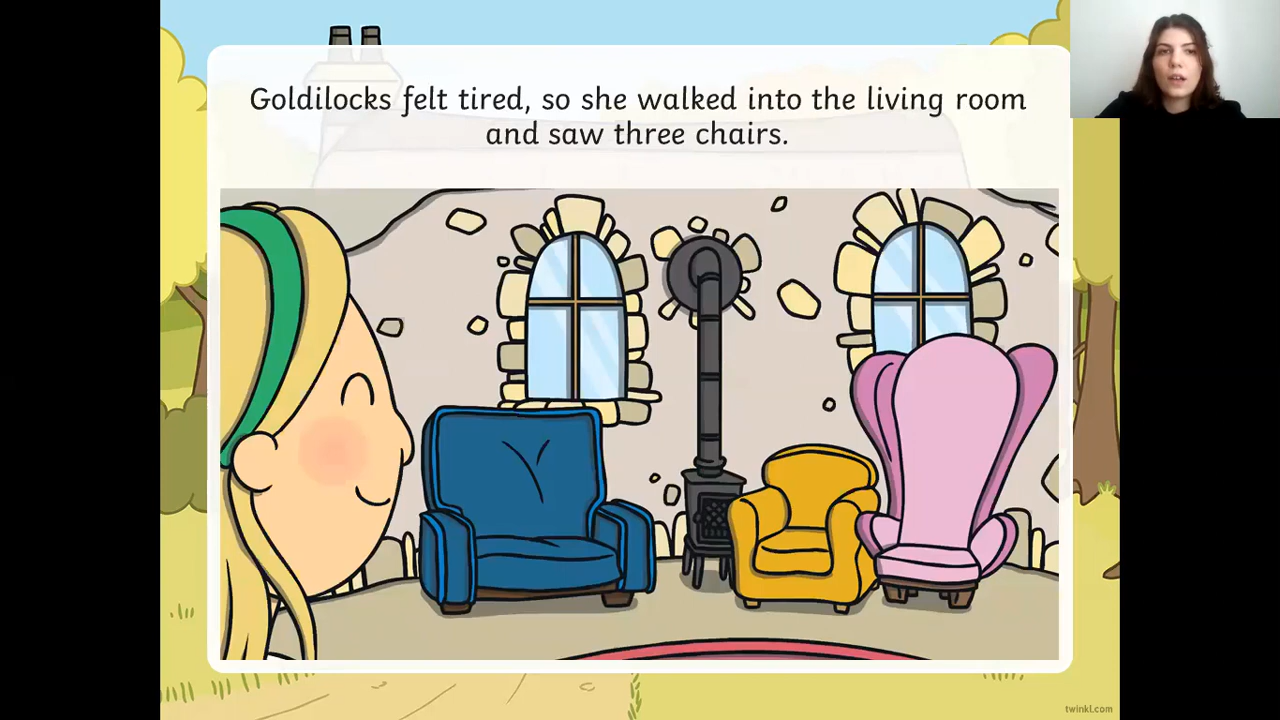 Goldilocks felt tired, so she walked into the living room
and saw three chairs.
twinkl.com